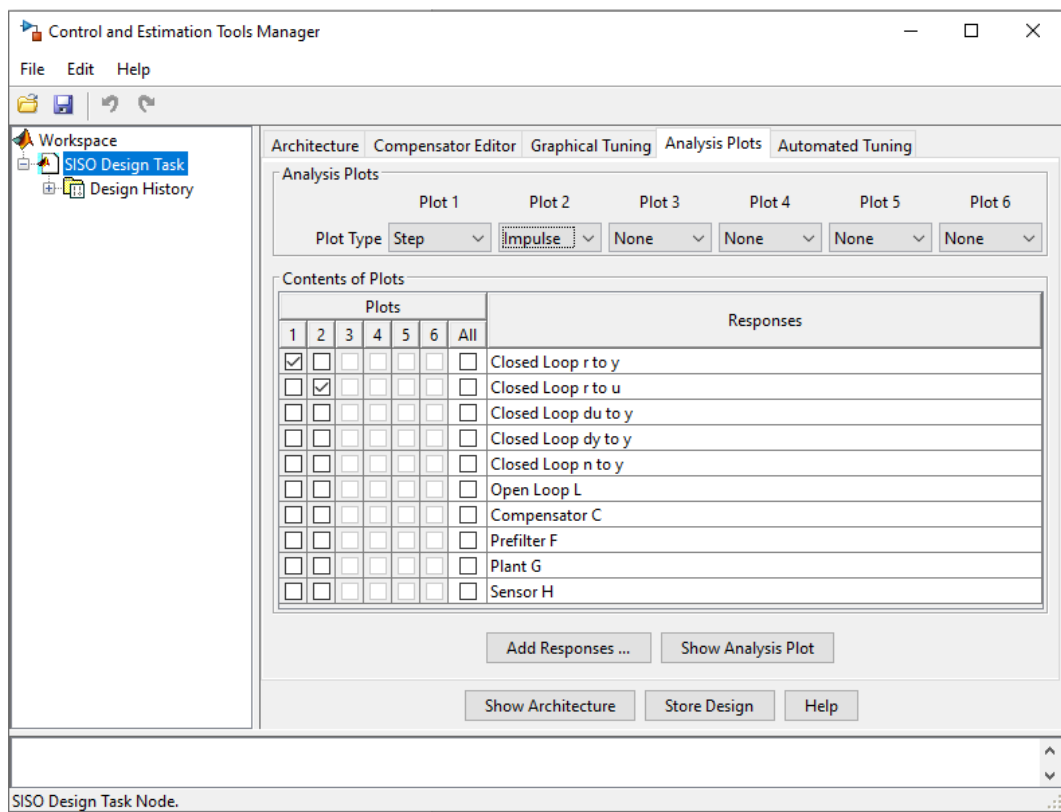 Control and Estimation Tools Manager
File Edit Help
Workspace
SISO Design Task
Design History
Architecture Compensator Editor Graphical Tuning Analysis Plots Automated Tuning
Analysis Plots
Plot 1 Plot 2 Plot 3 Plot 4 Plot 5 Plot 6
Plot Type Step Impulse None None None None
Contents of Plots
Plots
Responses
1 2 3 4 5 6 All
Closed Loop r to y
Closed Loop r to u
Closed Loop du to y
Closed Loop dy to y
Closed Loop n to y
Open Loop L
Compensator C
Prefilter F
Plant G
Sensor H
Add Responses ... Show Analysis Plot
Show Architecture Store Design Help
SISO Design Task Node.